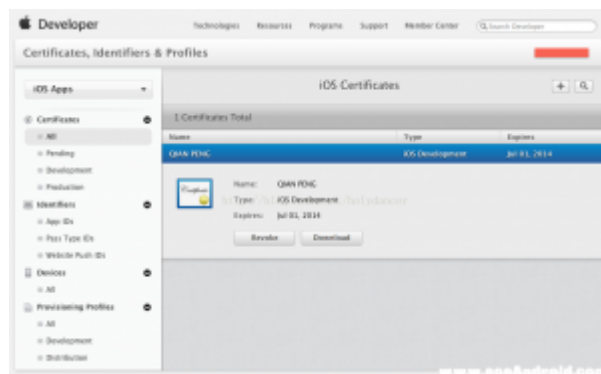 Developer
Technologies Resources Programs Support Member Center Search Developer
Certificates, Identifiers & Profiles
iOS Apps
iOS Certificates
Certificates
All
Pending
Development
Production
Identifiers
App IDs
Pass Type IDs
Website Push IDs
Devices
All
Provisioning Profiles
All
Development
Distribution
1 Certificates Total
Name Type Expires
QIAN PENG iOS Development Jul 01, 2014
Name: QIAN PENG
Type: iOS Development
Expires: Jul 01, 2014
Revoke Download